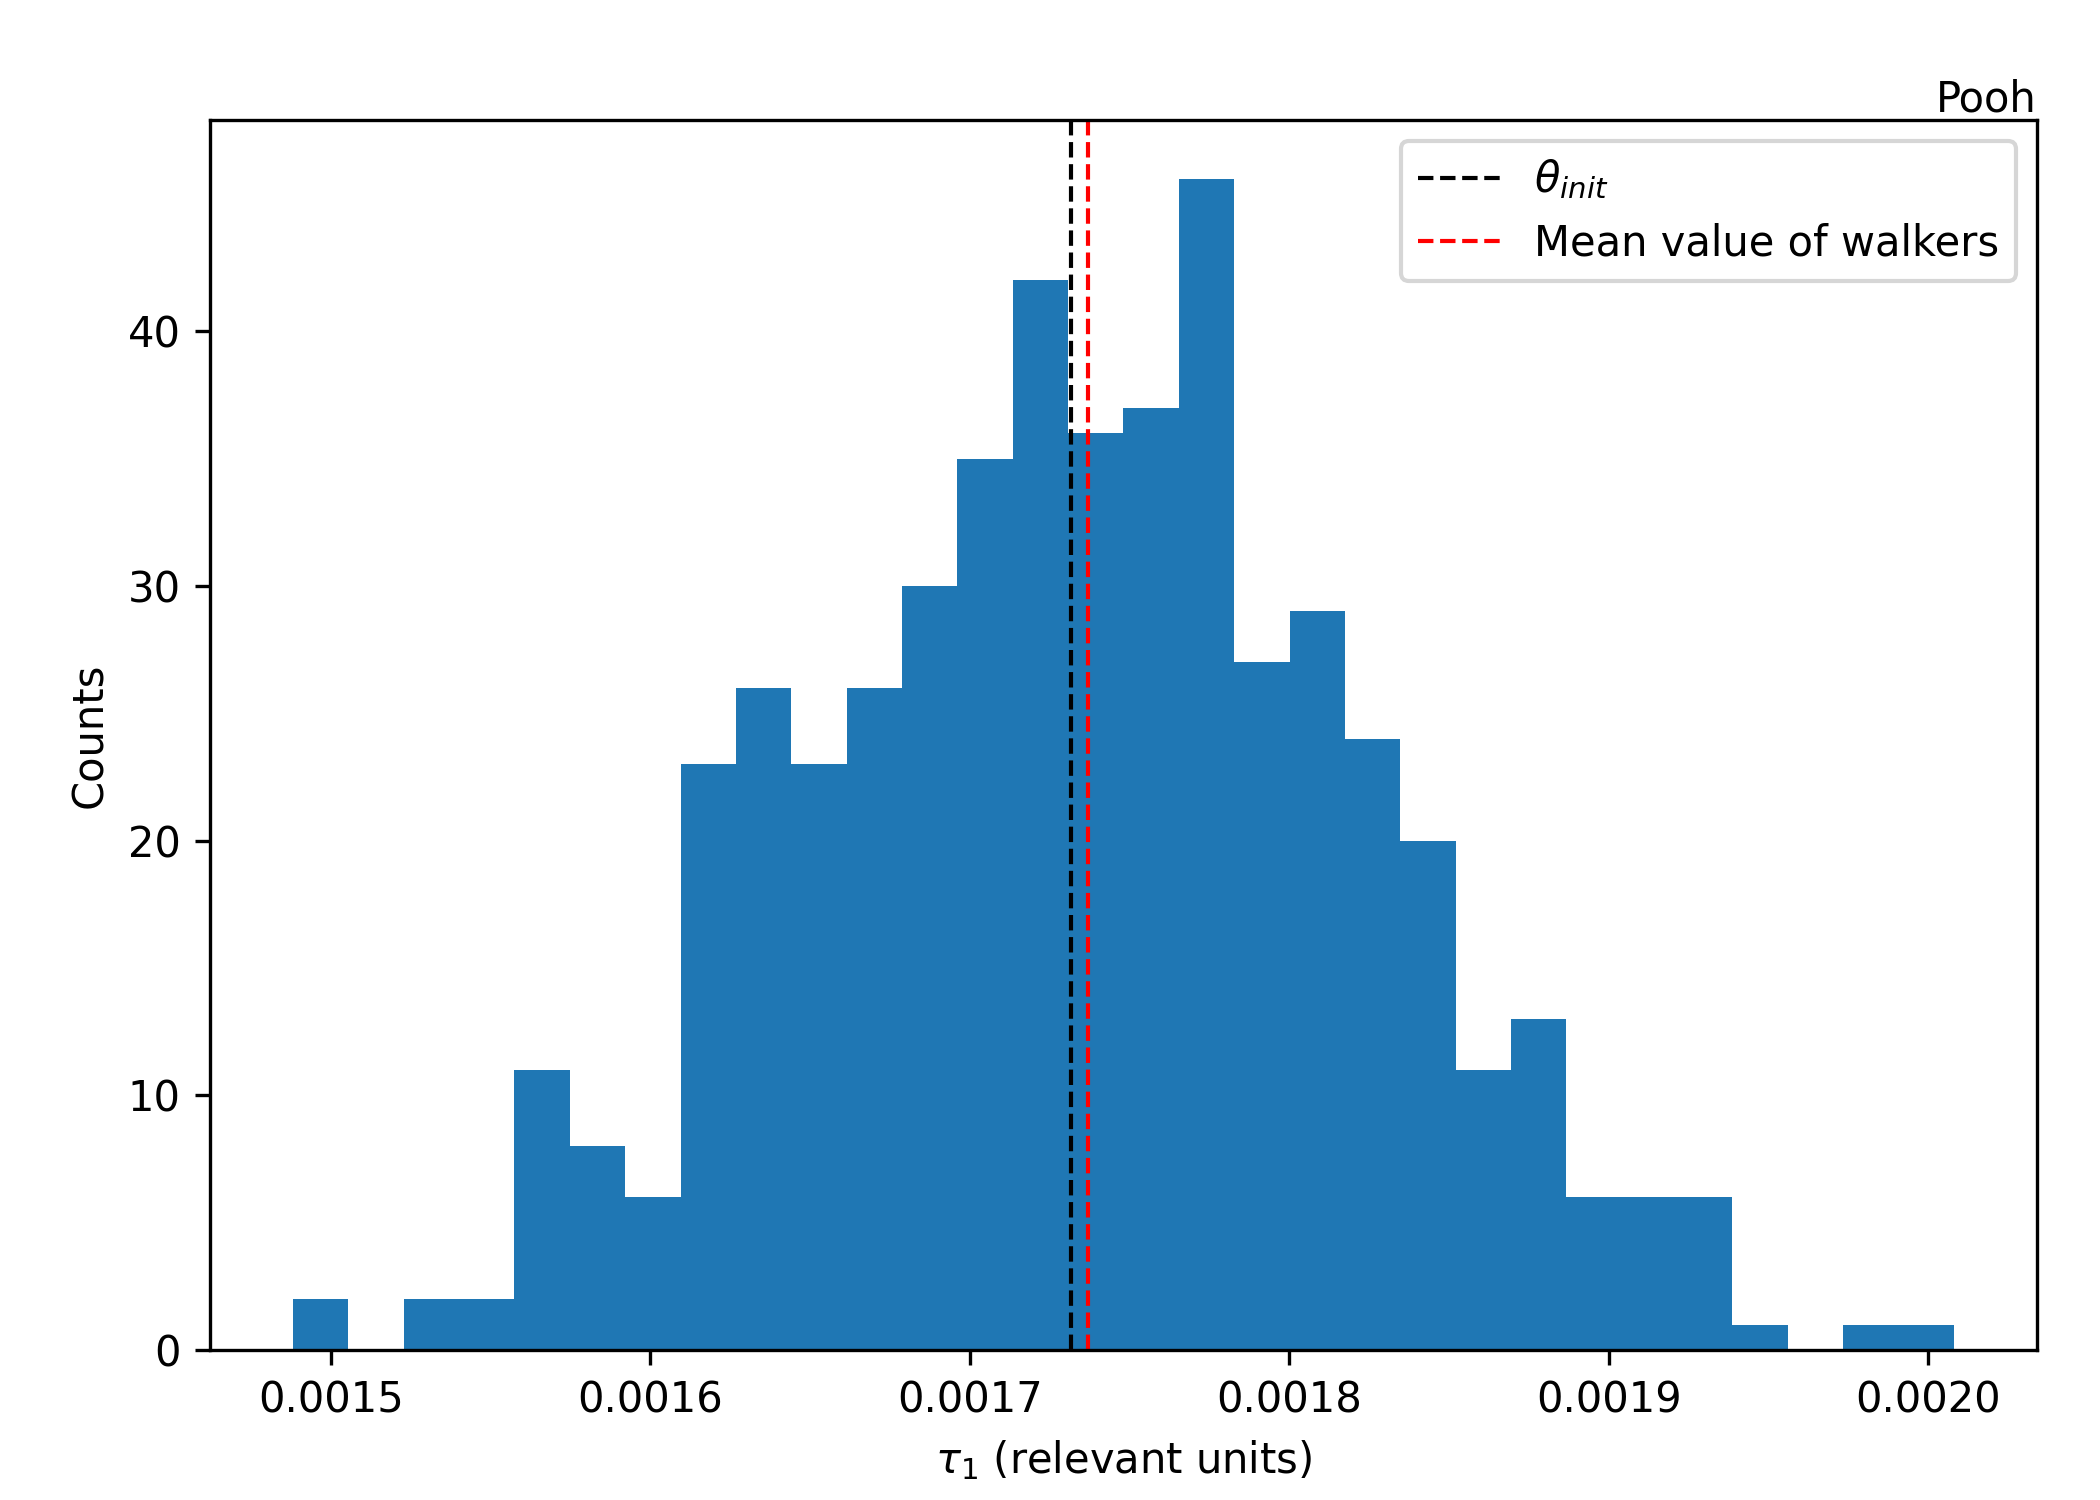 Pooh
θ_init
Mean value of walkers
Counts
40
30
20
10
0
0.0015 0.0016 0.0017 0.0018 0.0019 0.0020
τ₁ (relevant units)